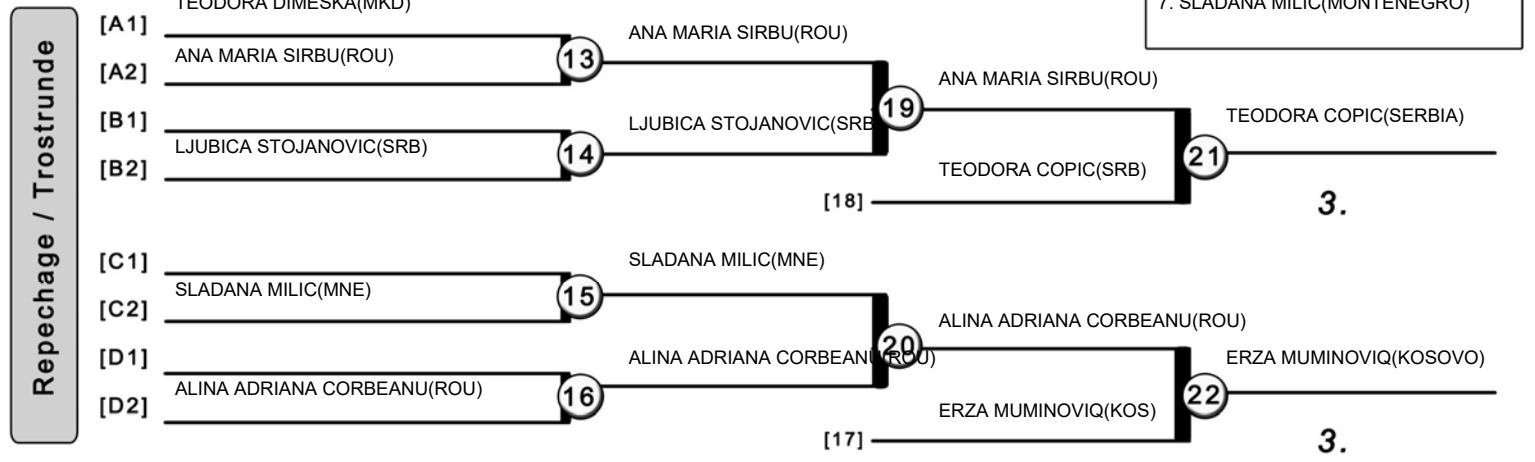 TEODORA DIMESKA(MKD)
7. SLADANA MILIC(MONTENEGRO)
Repechage / Trostrunde
[A1]
ANA MARIA SIRBU(ROU)
[A2]
13
ANA MARIA SIRBU(ROU)
[B1]
LJUBICA STOJANOVIC(SRB)
[B2]
14
LJUBICA STOJANOVIC(SRB
19
ANA MARIA SIRBU(ROU)
TEODORA COPIC(SRB)
[18]
21
TEODORA COPIC(SERBIA)
3.
[C1]
SLADANA MILIC(MNE)
[C2]
15
SLADANA MILIC(MNE)
[D1]
ALINA ADRIANA CORBEANU(ROU)
[D2]
16
ALINA ADRIANA CORBEANU(ROU)
20
ALINA ADRIANA CORBEANU(ROU)
ERZA MUMINOVIQ(KOS)
[17]
22
ERZA MUMINOVIQ(KOSOVO)
3.